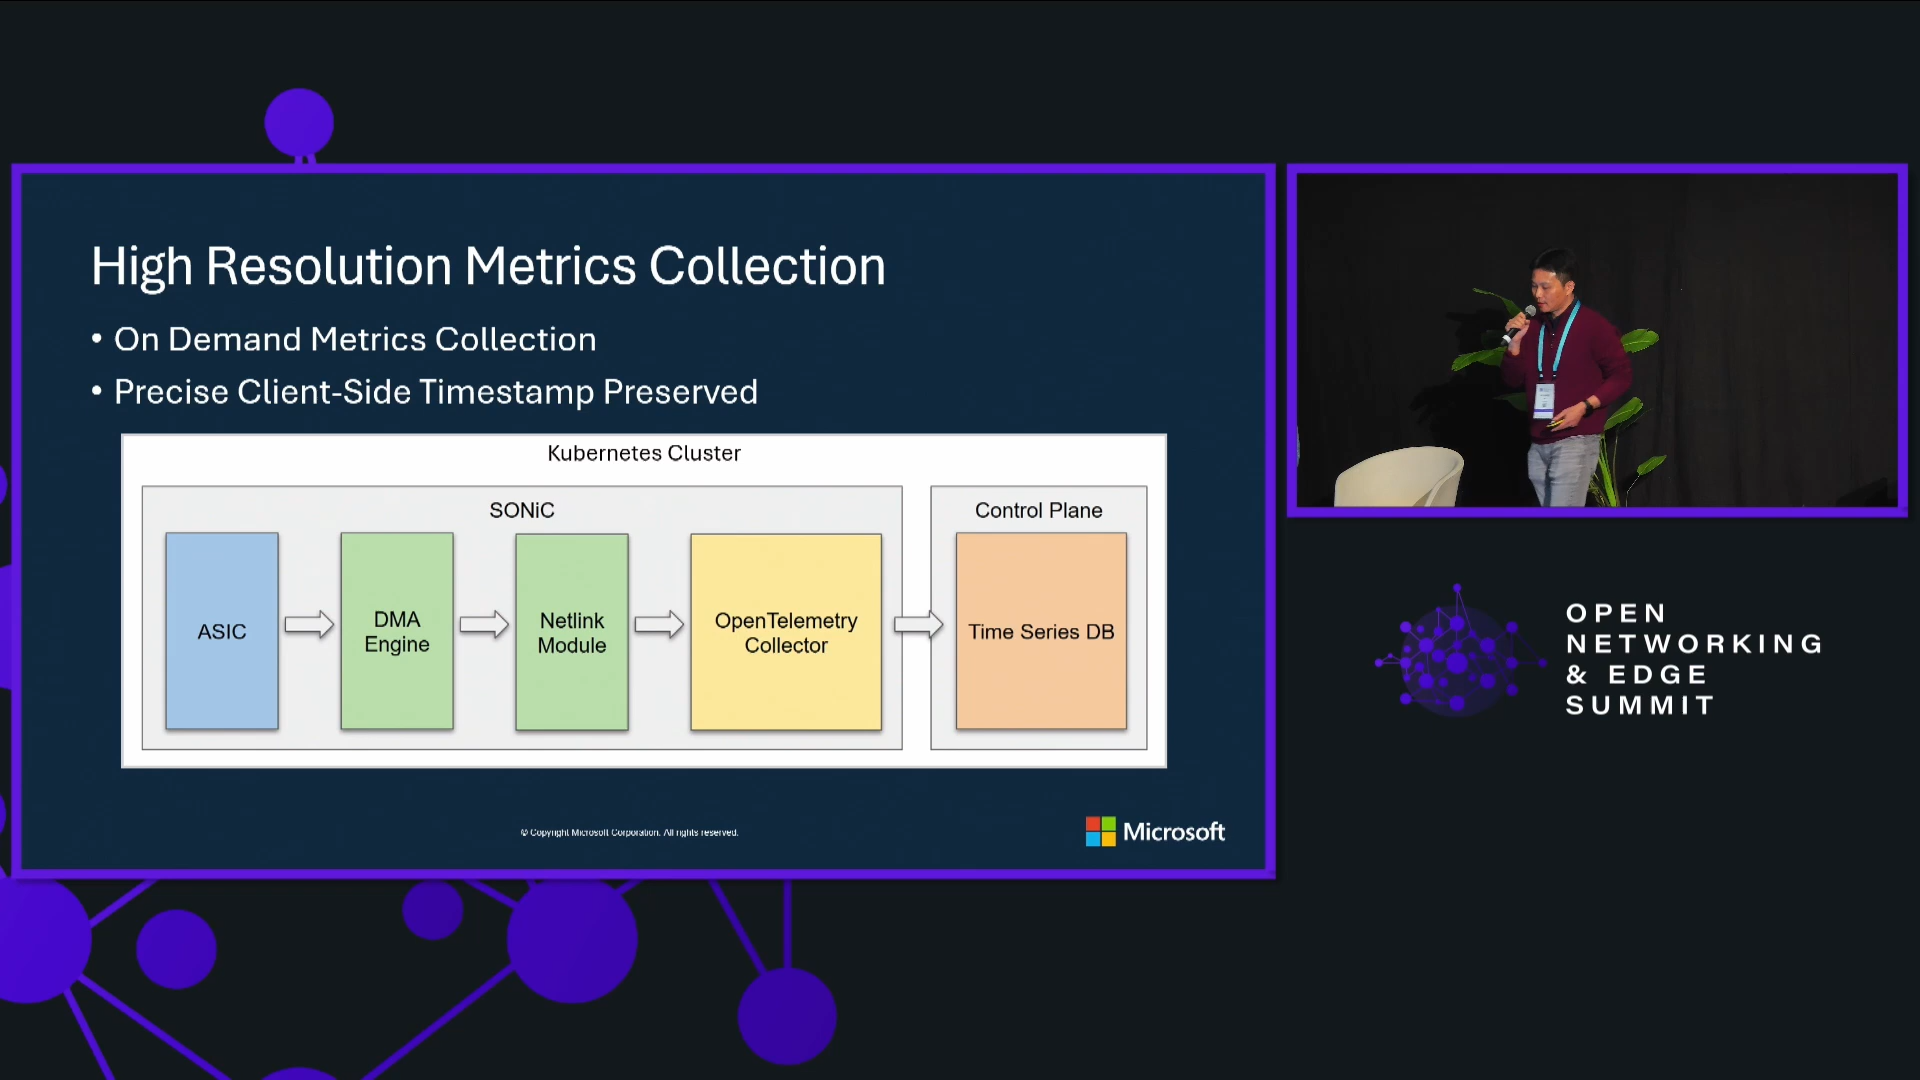 High Resolution Metrics Collection
• On Demand Metrics Collection
• Precise Client-Side Timestamp Preserved
Kubernetes Cluster
SONiC
ASIC
DMA
Engine
Netlink
Module
OpenTelemetry
Collector
Control Plane
Time Series DB
© Copyright Microsoft Corporation. All rights reserved.
Microsoft
OPEN
NETWORKING
& EDGE
SUMMIT